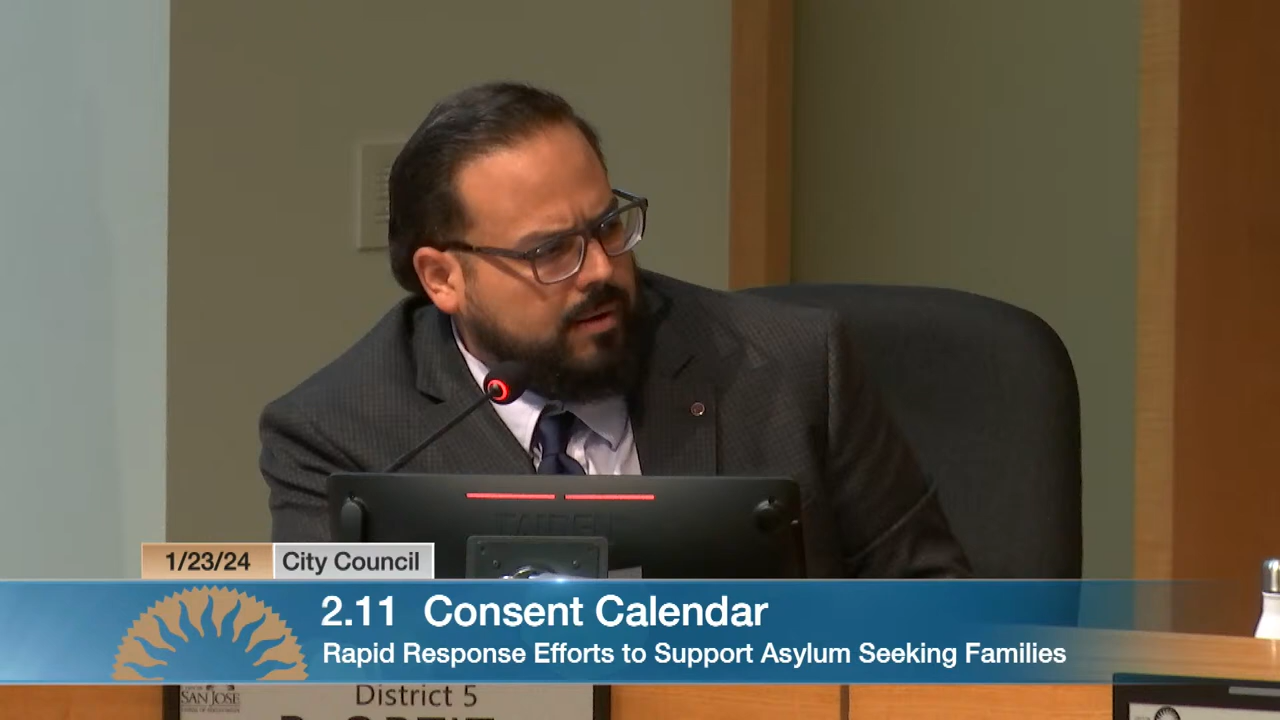 1/23/24 City Council
2.11 Consent Calendar
Rapid Response Efforts to Support Asylum Seeking Families
SAN JOSE
District 5